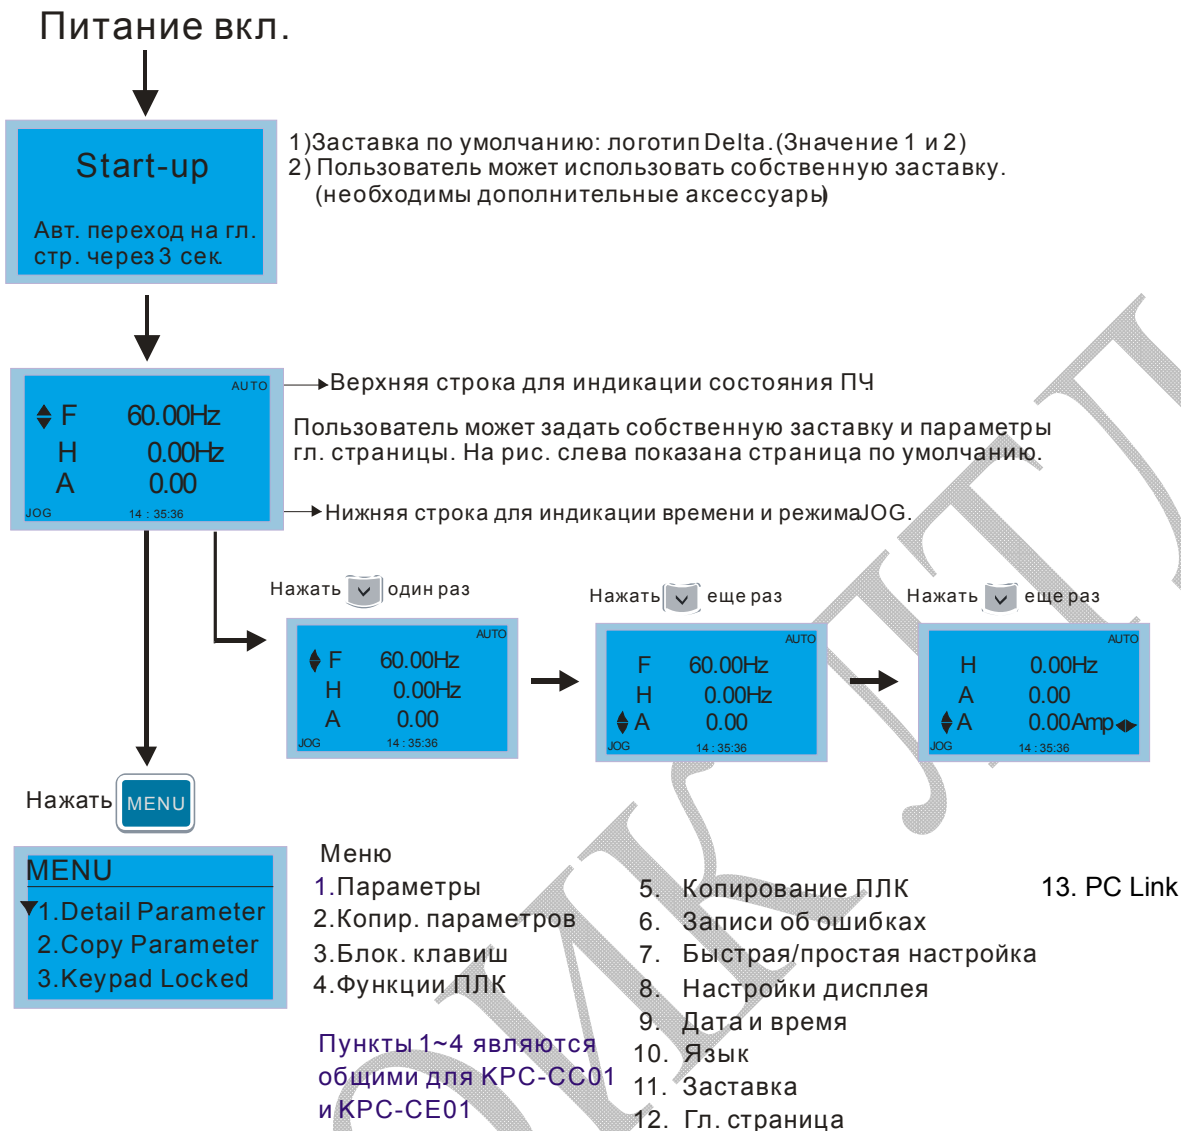 Питание вкл.
Start-up
Авт. переход на гл.
стр. через 3 сек.
1)Заставка по умолчанию: логотип Delta.(Значение 1 и 2)
2) Пользователь может использовать собственную заставку.
(необходимы дополнительные аксессуары)
AUTO
F 60.00Hz
H 0.00Hz
A 0.00
JOG 14 : 35:36
Верхняя строка для индикации состояния ПЧ
Пользователь может задать собственную заставку и параметры
гл. страницы. На рис. слева показана страница по умолчанию.
Нижняя строка для индикации времени и режима JOG.
Нажать один раз
AUTO
F 60.00Hz
H 0.00Hz
A 0.00
JOG 14 : 35:36
Нажать еще раз
AUTO
F 60.00Hz
H 0.00Hz
A 0.00
JOG 14 : 35:36
Нажать еще раз
AUTO
H 0.00Hz
A 0.00
A 0.00Amp
JOG 14 : 35:36
Нажать MENU
MENU
1.Detail Parameter
2.Copy Parameter
3.Keypad Locked
Меню
1.Параметры
2.Копир. параметров
3.Блок. клавиш
4.Функции ПЛК
Пункты 1~4 являются
общими для KPC-CC01
и KPC-CE01
5. Копирование ПЛК
6. Записи об ошибках
7. Быстрая/простая настройка
8. Настройки дисплея
9. Дата и время
10. Язык
11. Заставка
12. Гл. страница
13. PC Link